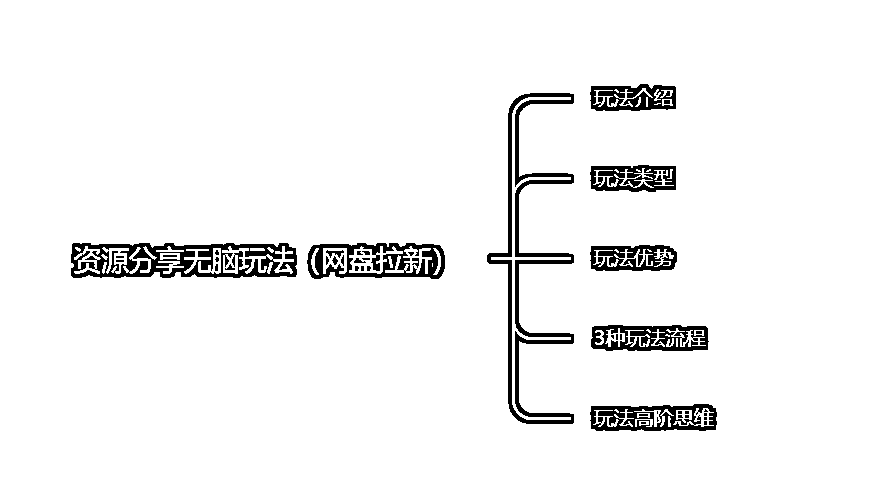 资源分享无脑玩法（网盘拉新）
玩法介绍
玩法类型
玩法优势
3种玩法流程
玩法高阶思维